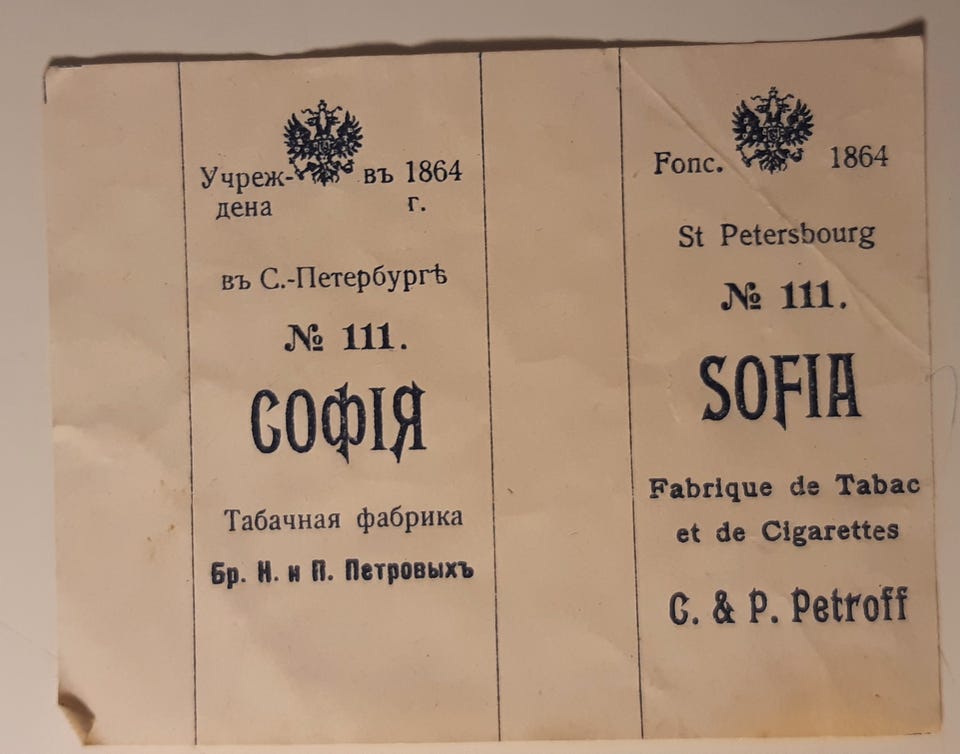 Учреж- въ 1864
дена г.
въ С.-Петербургѣ
№ 111.
СОФІЯ
Табачная фабрика
Бр. Н. и П. Петровыхъ
Fonc. 1864
St Petersbourg
№ 111.
SOFIA
Fabrique de Tabac
et de Cigarettes
C. & P. Petroff